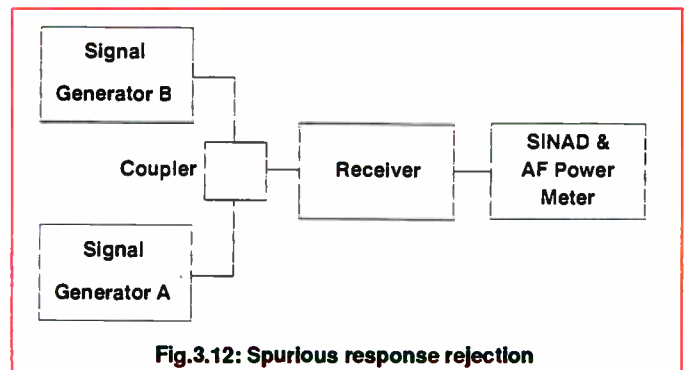 Signal
Generator B
Coupler
Receiver
SINAD &
AF Power
Meter
Signal
Generator A
Fig.3.12: Spurious response rejection